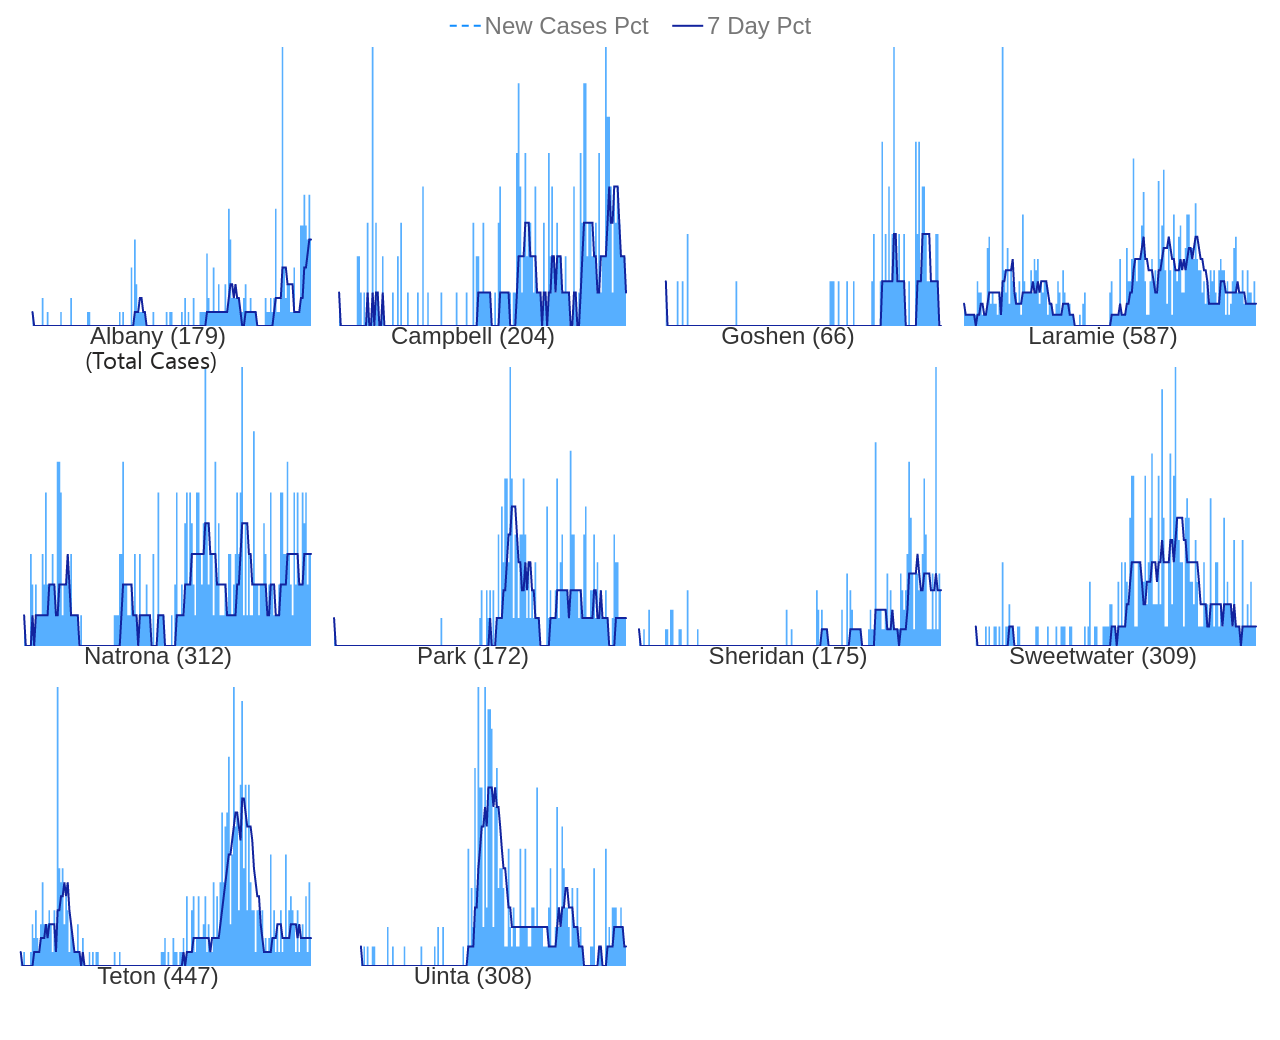 New Cases Pct 7 Day Pct
Albany (179) Campbell (204) Goshen (66) Laramie (587)
(Total Cases)
Natrona (312) Park (172) Sheridan (175) Sweetwater (309)
Teton (447) Uinta (308)